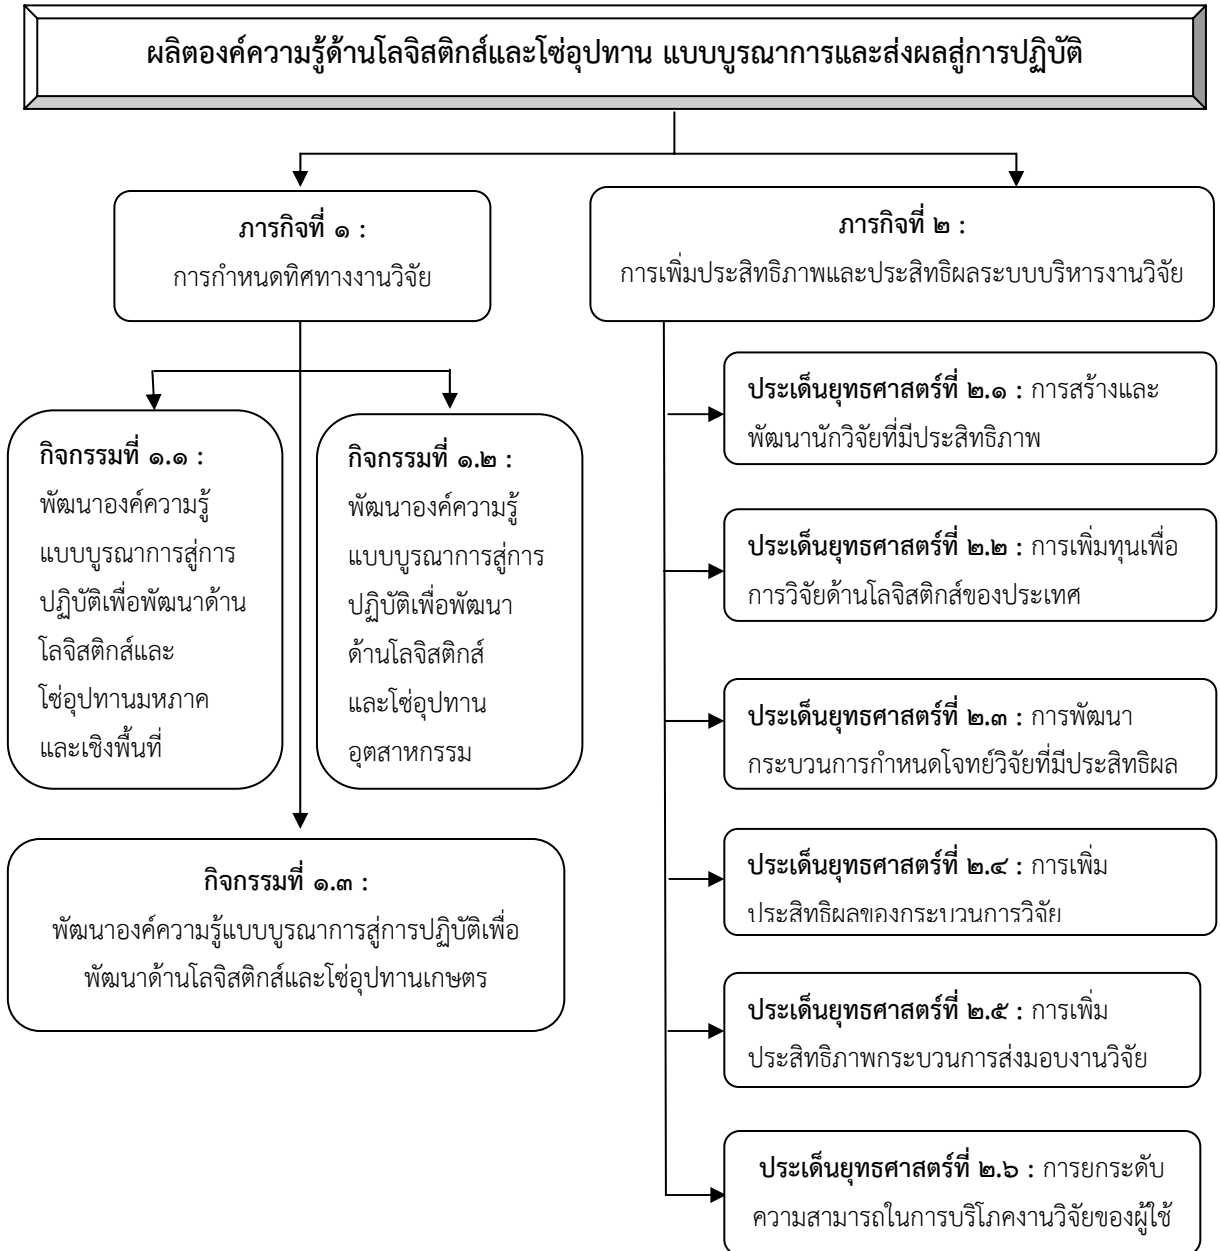 ผลิตองค์ความรู้ด้านโลจิสติกส์และโซ่อุปทาน แบบบูรณาการและส่งผลสู่การปฏิบัติ
ภารกิจที่ ๑ :
การกำหนดทิศทางงานวิจัย
ภารกิจที่ ๒ :
การเพิ่มประสิทธิภาพและประสิทธิผลระบบบริหารงานวิจัย
กิจกรรมที่ ๑.๑ :
พัฒนาองค์ความรู้
แบบบูรณาการสู่การ
ปฏิบัติเพื่อพัฒนาด้าน
โลจิสติกส์และ
โซ่อุปทานมหภาค
และเชิงพื้นที่
กิจกรรมที่ ๑.๒ :
พัฒนาองค์ความรู้
แบบบูรณาการสู่การ
ปฏิบัติเพื่อพัฒนา
ด้านโลจิสติกส์
และโซ่อุปทาน
อุตสาหกรรม
กิจกรรมที่ ๑.๓ :
พัฒนาองค์ความรู้แบบบูรณาการสู่การปฏิบัติเพื่อ
พัฒนาด้านโลจิสติกส์และโซ่อุปทานเกษตร
ประเด็นยุทธศาสตร์ที่ ๒.๑ : การสร้างและ
พัฒนานักวิจัยที่มีประสิทธิภาพ
ประเด็นยุทธศาสตร์ที่ ๒.๒ : การเพิ่มทุนเพื่อ
การวิจัยด้านโลจิสติกส์ของประเทศ
ประเด็นยุทธศาสตร์ที่ ๒.๓ : การพัฒนา
กระบวนการกำหนดโจทย์วิจัยที่มีประสิทธิผล
ประเด็นยุทธศาสตร์ที่ ๒.๔ : การเพิ่ม
ประสิทธิผลของกระบวนการวิจัย
ประเด็นยุทธศาสตร์ที่ ๒.๕ : การเพิ่ม
ประสิทธิภาพกระบวนการส่งมอบงานวิจัย
ประเด็นยุทธศาสตร์ที่ ๒.๖ : การยกระดับ
ความสามารถในการบริโภคงานวิจัยของผู้ใช้